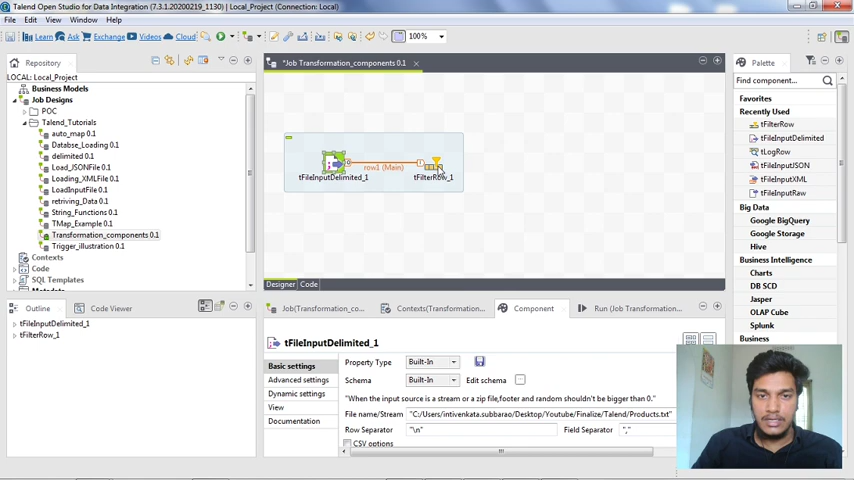 Talend Open Studio for Data Integration (7.3.1.20200219_1130) | Local_Project (Connection: Local)
File Edit View Window Help
Learn Ask Exchange Videos Cloud 100%
Repository
LOCAL: Local_Project
Business Models
Job Designs
POC
Talend_Tutorials
auto_map 0.1
Databse_Loading 0.1
delimited 0.1
Load_JSONFile 0.1
Loading_XMLFile 0.1
LoadInputFile 0.1
retriving_Data 0.1
String_Functions 0.1
TMap_Example 0.1
Transformation_components 0.1
Trigger_illustration 0.1
Contexts
Code
SQL Templates
*Job Transformation_components 0.1
row1 (Main)
tFileInputDelimited_1
tFilterRow_1
Designer Code
Palette
Find component...
Favorites
Recently Used
tFilterRow
tFileInputDelimited
tLogRow
tFileInputJSON
tFileInputXML
tFileInputRaw
Big Data
Google BigQuery
Google Storage
Hive
Business Intelligence
Charts
DB SCD
Jasper
OLAP Cube
Splunk
Business
Outline Code Viewer
tFileInputDelimited_1
tFilterRow_1
Job(Transformation_co... Contexts(Transformation... Component Run (Job Transformation...
tFileInputDelimited_1
Basic settings
Advanced settings
Dynamic settings
View
Documentation
Property Type Built-In
Schema Built-In Edit schema
"When the input source is a stream or a zip file,footer and random shouldn't be bigger than 0."
File name/Stream "C:/Users/intivenkata.subbarao/Desktop/Youtube/Finalize/Talend/Products.txt"
Row Separator "\n" Field Separator ","
CSV options